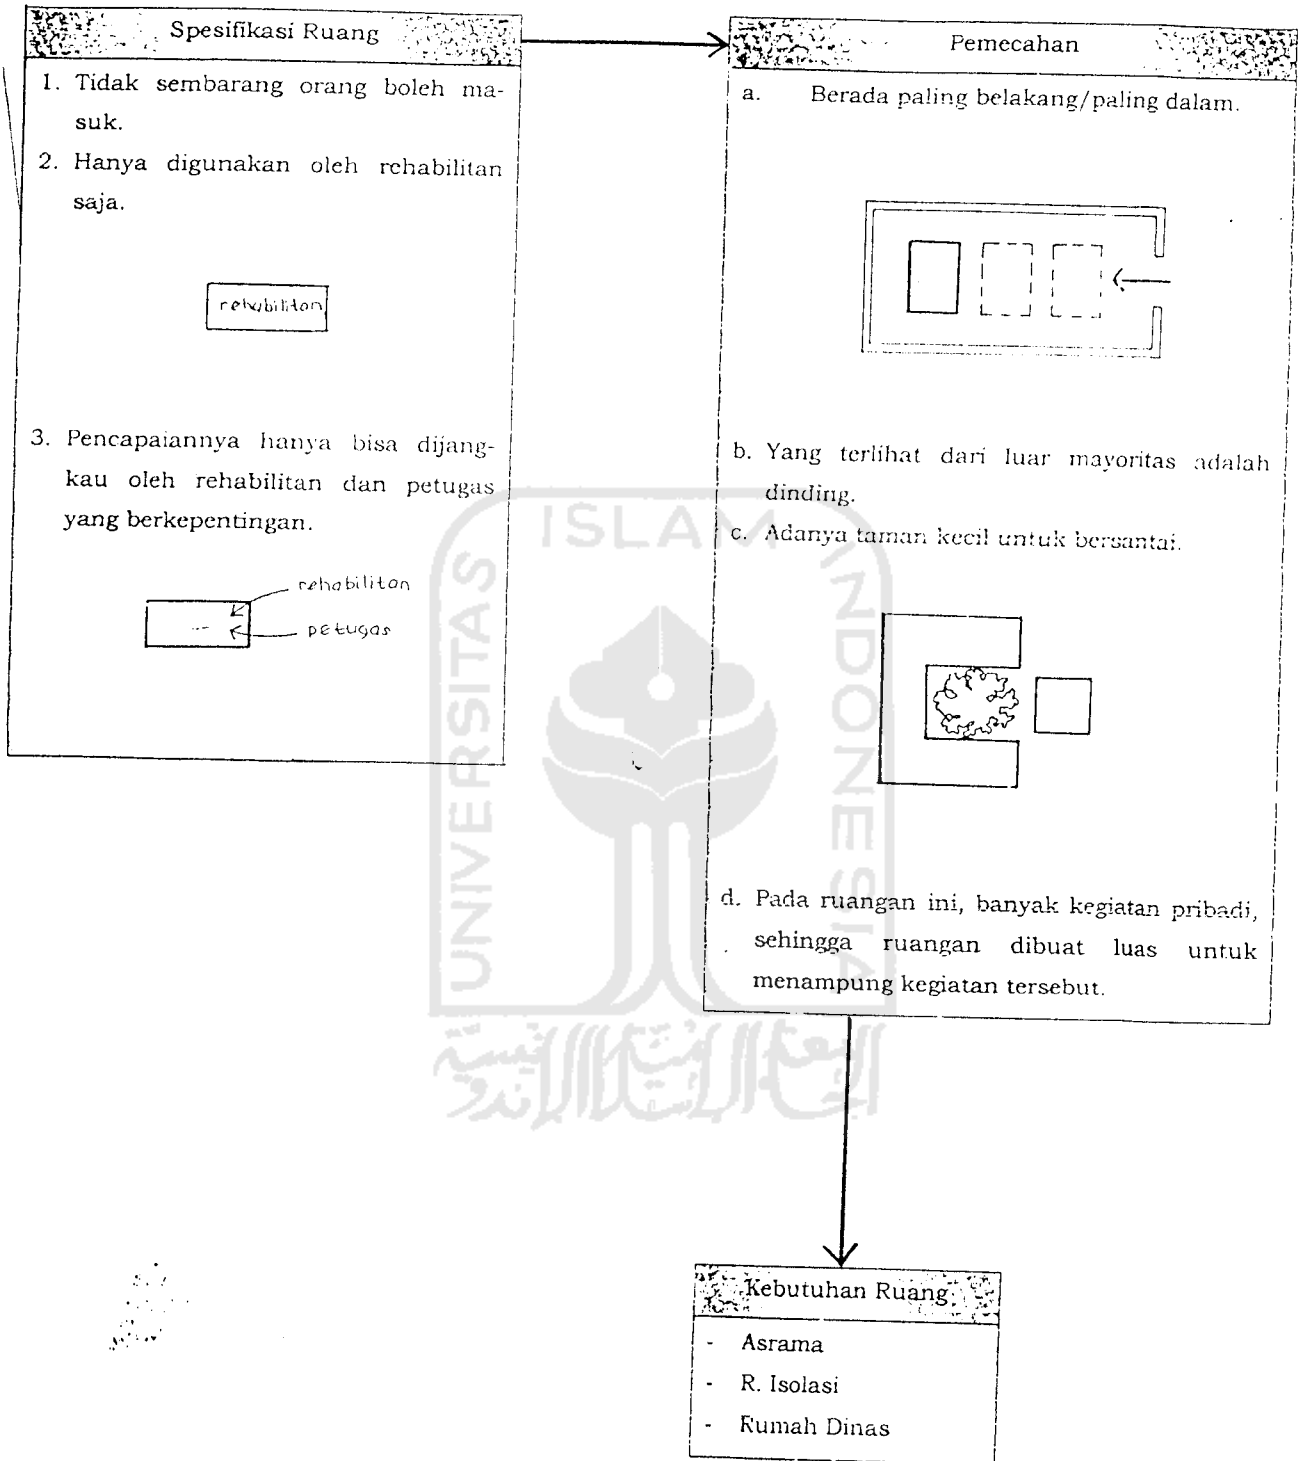 Spesifikasi Ruang
1. Tidak sembarang orang boleh ma-
suk.
2. Hanya digunakan oleh rehabilitan
saja.
rehabilitan
3. Pencapaiannya hanya bisa dijang-
kau oleh rehabilitan dan petugas
yang berkepentingan.
rehabilitan
petugas
Pemecahan
a. Berada paling belakang/paling dalam.
b. Yang terlihat dari luar mayoritas adalah
dinding.
c. Adanya taman kecil untuk bersantai.
d. Pada ruangan ini, banyak kegiatan pribadi,
sehingga ruangan dibuat luas untuk
menampung kegiatan tersebut.
Kebutuhan Ruang
- Asrama
- R. Isolasi
- Rumah Dinas
UNIVERSITAS
ISLAM
INDONESIA